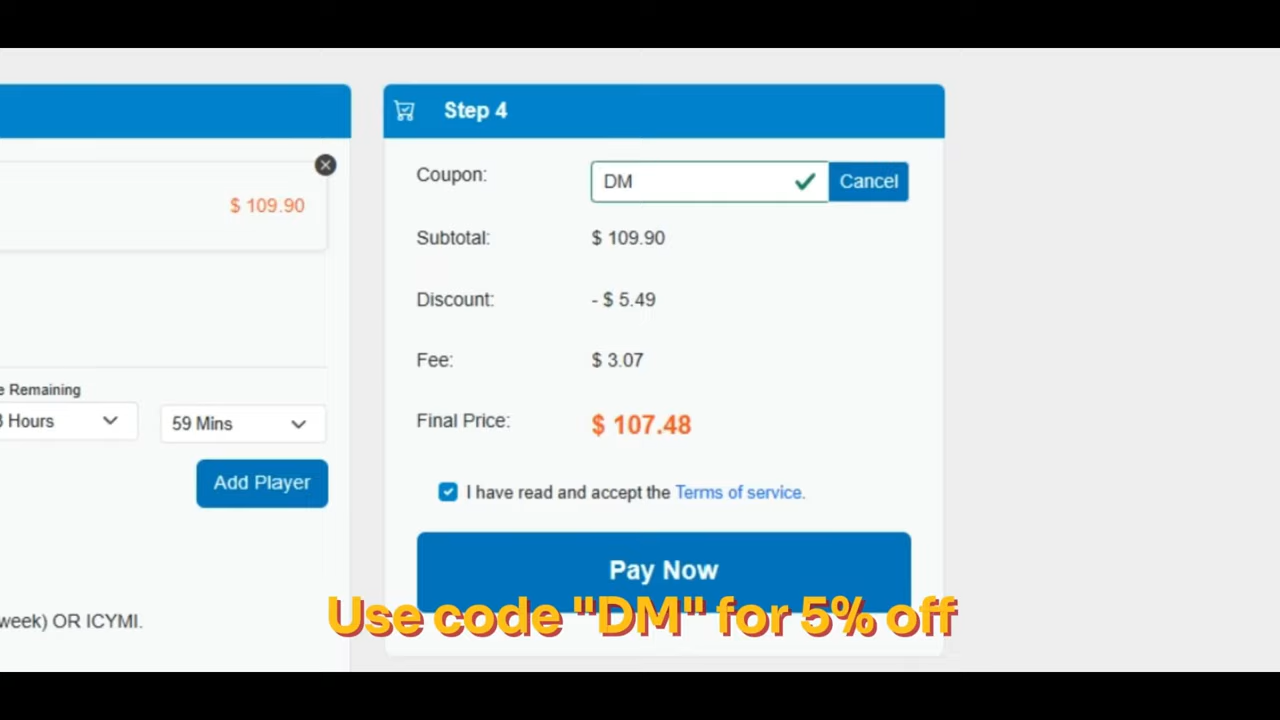 $ 109.90
e Remaining
Hours
59 Mins
Add Player
week) OR ICYMI.
Step 4
Coupon:
DM
Cancel
Subtotal:
$ 109.90
Discount:
- $ 5.49
Fee:
$ 3.07
Final Price:
$ 107.48
I have read and accept the Terms of service.
Pay Now
Use code "DM" for 5% off